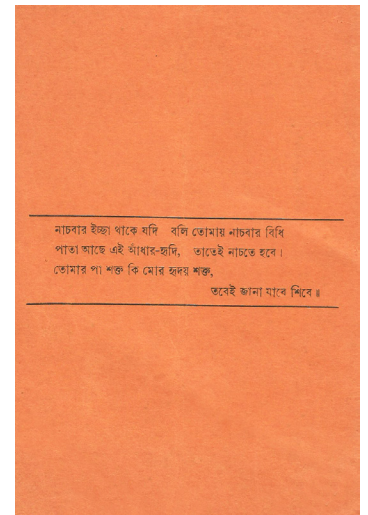 নাচবার ইচ্ছা থাকে যদি বলি তোমায় নাচবার বিধি
পাতা আছে এই আঁধার-হৃদি, তাতেই নাচতে হবে।
তোমার পা শক্ত কি মোর হৃদয় শক্ত,
তবেই জানা যাবে শিবে॥